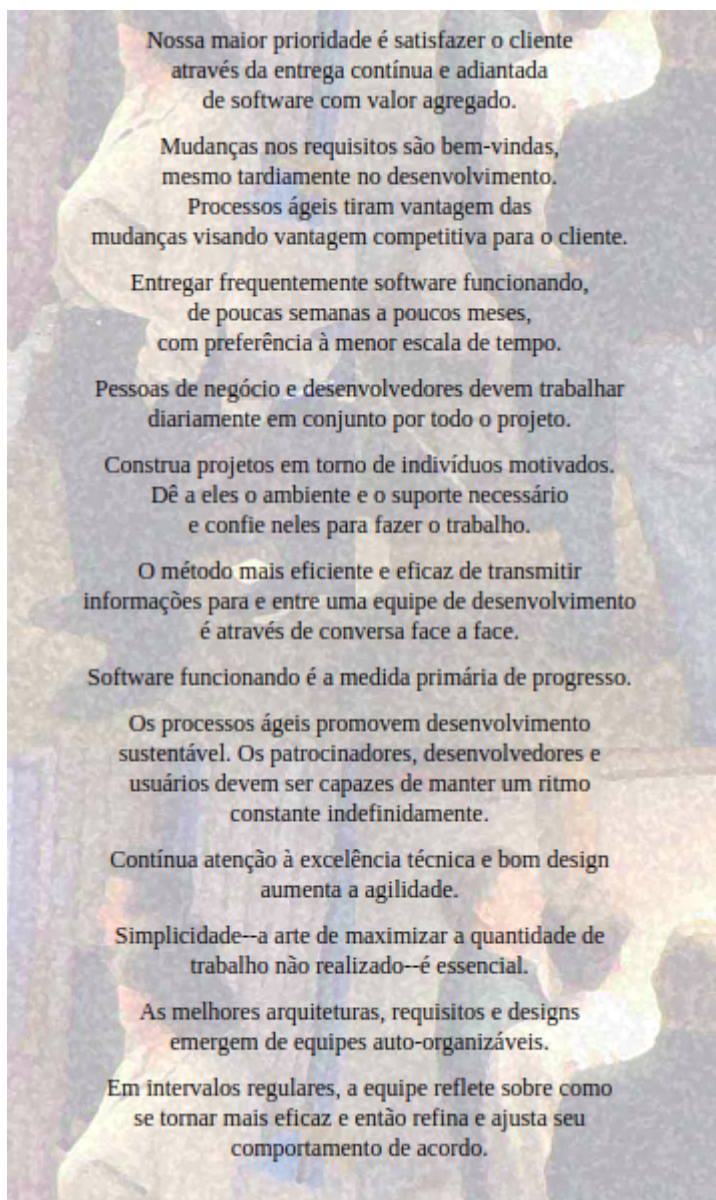 Nossa maior prioridade é satisfazer o cliente
através da entrega contínua e adiantada
de software com valor agregado.
Mudanças nos requisitos são bem-vindas,
mesmo tardiamente no desenvolvimento.
Processos ágeis tiram vantagem das
mudanças visando vantagem competitiva para o cliente.
Entregar frequentemente software funcionando,
de poucas semanas a poucos meses,
com preferência à menor escala de tempo.
Pessoas de negócio e desenvolvedores devem trabalhar
diariamente em conjunto por todo o projeto.
Construa projetos em torno de indivíduos motivados.
Dê a eles o ambiente e o suporte necessário
e confie neles para fazer o trabalho.
O método mais eficiente e eficaz de transmitir
informações para e entre uma equipe de desenvolvimento
é através de conversa face a face.
Software funcionando é a medida primária de progresso.
Os processos ágeis promovem desenvolvimento
sustentável. Os patrocinadores, desenvolvedores e
usuários devem ser capazes de manter um ritmo
constante indefinidamente.
Contínua atenção à excelência técnica e bom design
aumenta a agilidade.
Simplicidade--a arte de maximizar a quantidade de
trabalho não realizado--é essencial.
As melhores arquiteturas, requisitos e designs
emergem de equipes auto-organizáveis.
Em intervalos regulares, a equipe reflete sobre como
se tornar mais eficaz e então refina e ajusta seu
comportamento de acordo.